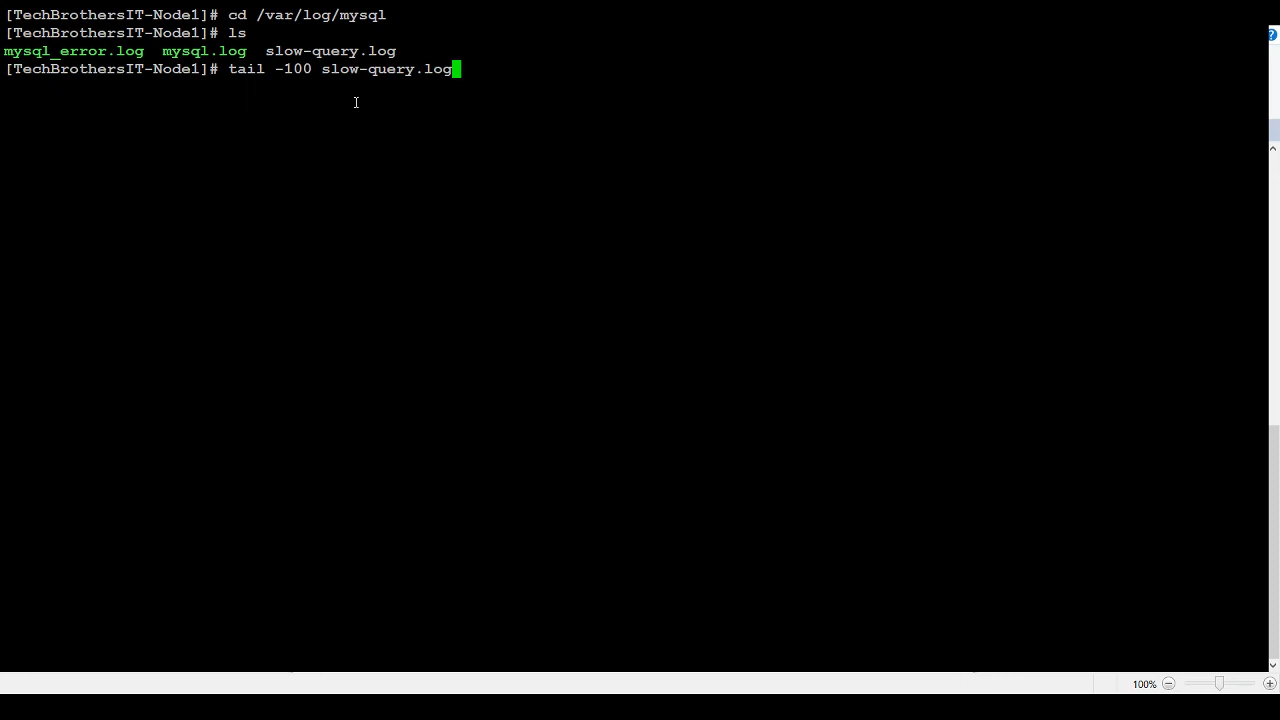 [TechBrothersIT-Node1]# cd /var/log/mysql
[TechBrothersIT-Node1]# ls
mysql_error.log  mysql.log  slow-query.log
[TechBrothersIT-Node1]# tail -100 slow-query.log
?
100%